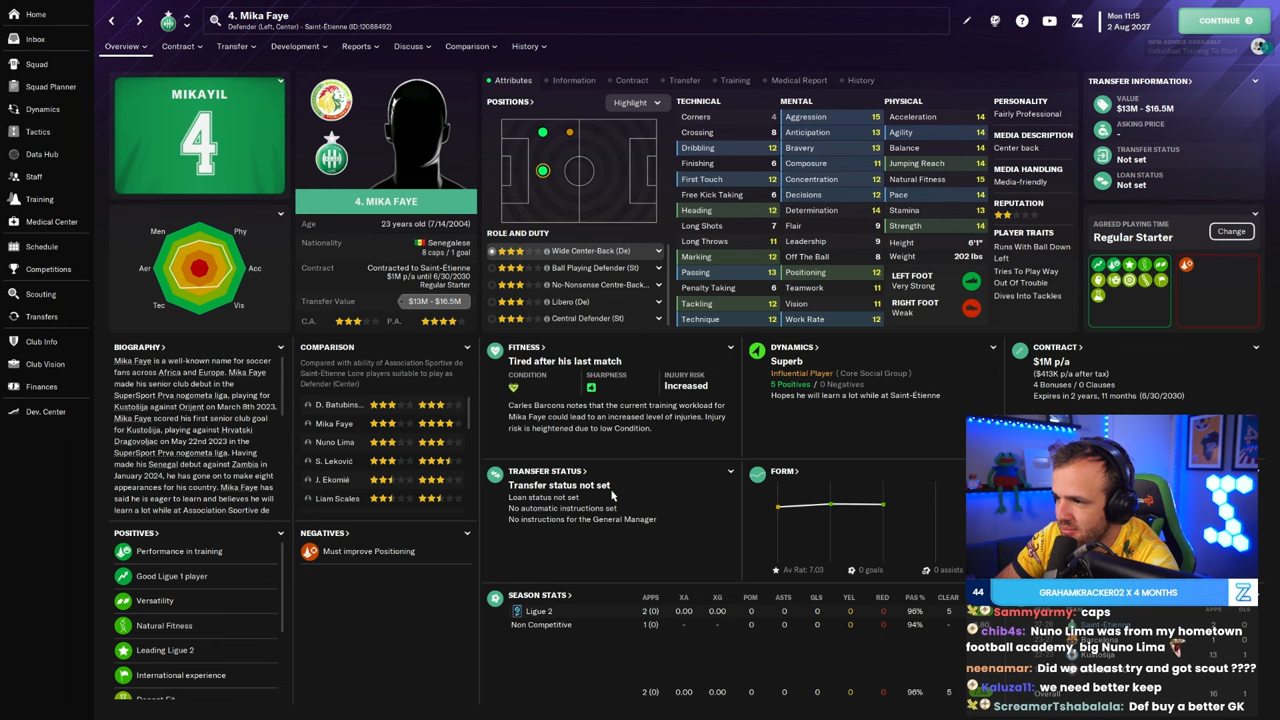 Home
Inbox
Squad
Squad Planner
Dynamics
Tactics
Data Hub
Staff
Training
Medical Center
Schedule
Competitions
Scouting
Transfers
Club Info
Club Vision
Finances
Dev. Center
4. Mika Faye
Defender (Left, Center) - Saint-Étienne (ID:12088492)
Mon 11:15
2 Aug 2027
CONTINUE
NEW ADVICE AVAILABLE
Individual Training To Start
Overview
Contract
Transfer
Development
Reports
Discuss
Comparison
History
MIKAYIL
4
4. MIKA FAYE
Age 23 years old (7/14/2004)
Nationality Senegalese
8 caps / 1 goal
Contract Contracted to Saint-Étienne
$1M p/a until 6/30/2030
Regular Starter
Transfer Value $13M - $16.5M
C.A. P.A.
Men Phy
Aer Acc
Tec Vis
Attributes
Information
Contract
Transfer
Training
Medical Report
History
POSITIONS
Highlight
ROLE AND DUTY
Wide Center-Back (De)
Ball Playing Defender (St)
No-Nonsense Centre-Back...
Libero (De)
Central Defender (St)
TECHNICAL
Corners 4
Crossing 8
Dribbling 12
Finishing 6
First Touch 12
Free Kick Taking 6
Heading 12
Long Shots 7
Long Throws 11
Marking 12
Passing 13
Penalty Taking 6
Tackling 12
Technique 12
MENTAL
Aggression 15
Anticipation 13
Bravery 13
Composure 11
Concentration 12
Decisions 12
Determination 14
Flair 9
Leadership 9
Off The Ball 8
Positioning 12
Teamwork 11
Vision 11
Work Rate 12
PHYSICAL
Acceleration 14
Agility 14
Balance 14
Jumping Reach 14
Natural Fitness 15
Pace 14
Stamina 13
Strength 14
Height 6'1"
Weight 202 lbs
LEFT FOOT
Very Strong
RIGHT FOOT
Weak
PERSONALITY
Fairly Professional
MEDIA DESCRIPTION
Center back
MEDIA HANDLING
Media-friendly
REPUTATION
PLAYER TRAITS
Runs With Ball Down
Left
Tries To Play Way
Out Of Trouble
Dives Into Tackles
TRANSFER INFORMATION
VALUE
$13M - $16.5M
ASKING PRICE
-
TRANSFER STATUS
Not set
LOAN STATUS
Not set
AGREED PLAYING TIME
Regular Starter
Change
BIOGRAPHY
Mika Faye is a well-known name for soccer
fans across Africa and Europe. Mika Faye
made his senior club debut in the
SuperSport Prva nogometna liga, playing for
Kustošija against Orijent on March 8th 2023.
Mika Faye scored his first senior club goal
for Kustošija, playing against Hrvatski
Dragovoljac on May 22nd 2023 in the
SuperSport Prva nogometna liga. Having
made his Senegal debut against Zambia in
January 2024, he has gone on to make eight
appearances for his country. Mika Faye has
said he is eager to learn and believes he will
learn a lot while at Association Sportive de
COMPARISON
Compared with ability of Association Sportive de
Saint-Étienne Loire players suitable to play as
Defender (Center)
D. Batubins...
Mika Faye
Nuno Lima
S. Leković
J. Ekomié
Liam Scales
FITNESS
Tired after his last match
CONDITION
SHARPNESS
INJURY RISK
Increased
Carles Barcons notes that the current training workload for
Mika Faye could lead to an increased level of injuries. Injury
risk is heightened due to low Condition.
DYNAMICS
Superb
Influential Player ( Core Social Group )
5 Positives / 0 Negatives
Hopes he will learn a lot while at Saint-Étienne
CONTRACT
$1M p/a
($413K p/a after tax)
4 Bonuses / 0 Clauses
Expires in 2 years, 11 months (6/30/2030)
TRANSFER STATUS
Transfer status not set
Loan status not set
No automatic instructions set
No instructions for the General Manager
FORM
Av Rat: 7.03
0 goals
0 assists
POSITIVES
Performance in training
Good Ligue 1 player
Versatility
Natural Fitness
Leading Ligue 2
International experience
NEGATIVES
Must improve Positioning
SEASON STATS APPS XA XG POM ASTS GLS YEL RED PAS % CLEAR
Ligue 2 2 (0) 0.00 0.00 0 0 0 0 0 96% 5
Non Competitive 1 (0) - - - - 0 0 0 94% -
2 (0) 0.00 0.00 0 0 0 0 0 96% 5
44
GRAHAMKRACKER02 X 4 MONTHS
Z
Sammyarmy: caps
chib4s: Nuno Lima was from my hometown
football academy, big Nuno Lima
neenamar: Did we atleast try and got scout ????
Kaluza11: we need better keep
ScreamerTshabalala: Def buy a better GK